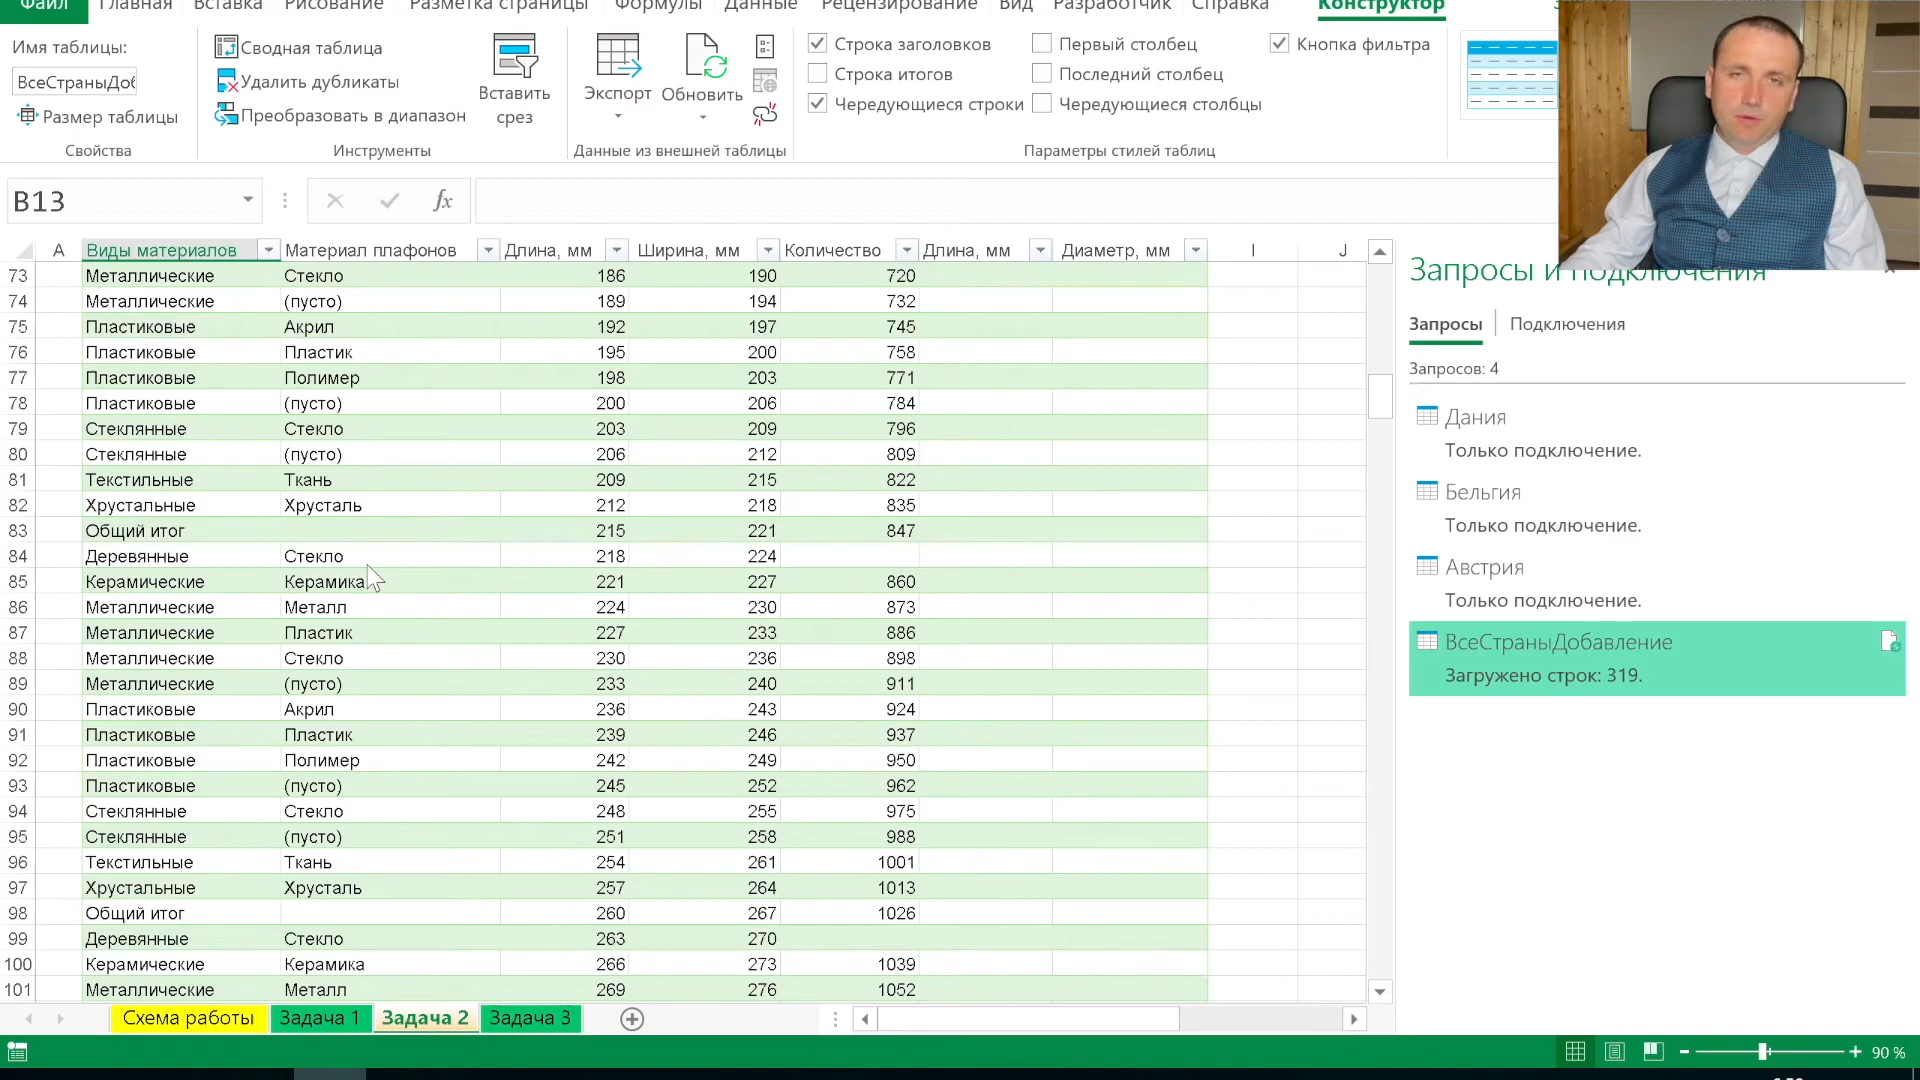 Файл Главная Вставка Рисование Разметка страницы Формулы Данные Рецензирование Вид Разработчик Справка Конструктор
Имя таблицы:
ВсеСтраныДоб
Размер таблицы
Свойства
Сводная таблица
Удалить дубликаты
Преобразовать в диапазон
Инструменты
Вставить
срез
Экспорт
Обновить
Данные из внешней таблицы
Строка заголовков Первый столбец Кнопка фильтра
Строка итогов Последний столбец
Чередующиеся строки Чередующиеся столбцы
Параметры стилей таблиц
B13 fx
A Виды материалов Материал плафонов Длина, мм Ширина, мм Количество Длина, мм Диаметр, мм I J
73 Металлические Стекло 186 190 720
74 Металлические (пусто) 189 194 732
75 Пластиковые Акрил 192 197 745
76 Пластиковые Пластик 195 200 758
77 Пластиковые Полимер 198 203 771
78 Пластиковые (пусто) 200 206 784
79 Стеклянные Стекло 203 209 796
80 Стеклянные (пусто) 206 212 809
81 Текстильные Ткань 209 215 822
82 Хрустальные Хрусталь 212 218 835
83 Общий итог 215 221 847
84 Деревянные Стекло 218 224
85 Керамические Керамика 221 227 860
86 Металлические Металл 224 230 873
87 Металлические Пластик 227 233 886
88 Металлические Стекло 230 236 898
89 Металлические (пусто) 233 240 911
90 Пластиковые Акрил 236 243 924
91 Пластиковые Пластик 239 246 937
92 Пластиковые Полимер 242 249 950
93 Пластиковые (пусто) 245 252 962
94 Стеклянные Стекло 248 255 975
95 Стеклянные (пусто) 251 258 988
96 Текстильные Ткань 254 261 1001
97 Хрустальные Хрусталь 257 264 1013
98 Общий итог 260 267 1026
99 Деревянные Стекло 263 270
100 Керамические Керамика 266 273 1039
101 Металлические Металл 269 276 1052
Схема работы Задача 1 Задача 2 Задача 3
Запросы и подключения
Запросы Подключения
Запросов: 4
Дания
Только подключение.
Бельгия
Только подключение.
Австрия
Только подключение.
ВсеСтраныДобавление
Загружено строк: 319.
90 %